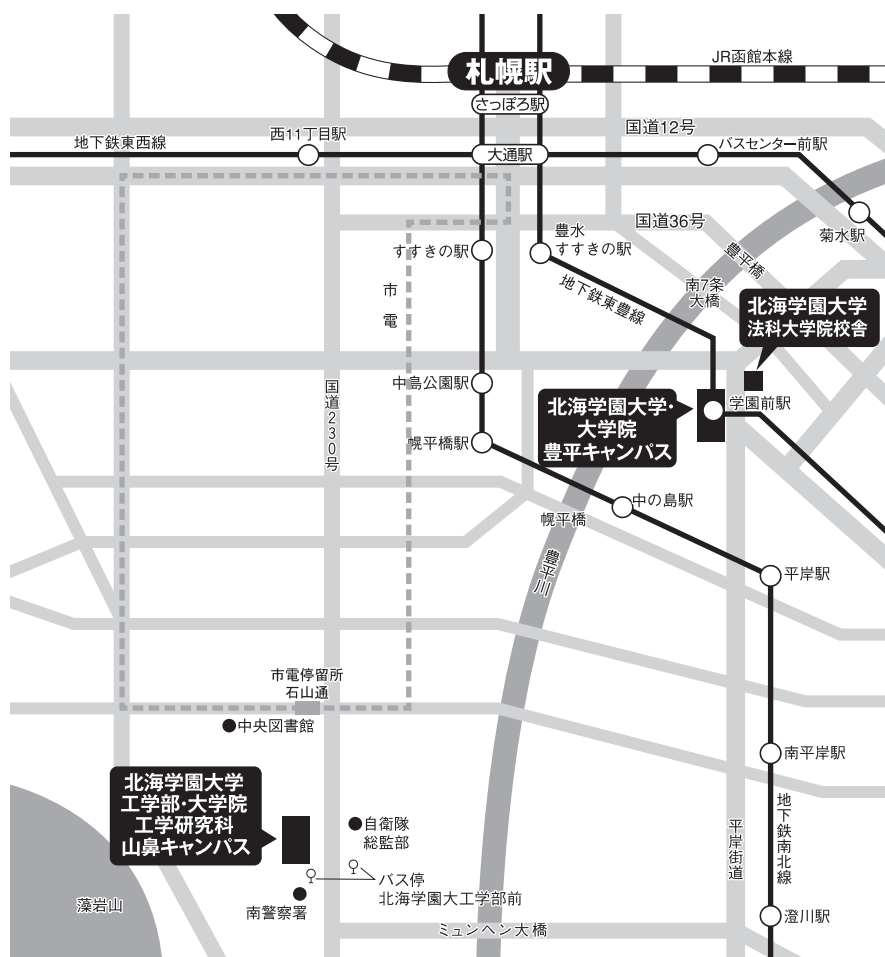 JR函館本線
札幌駅
さっぽろ駅
国道12号
西11丁目駅
地下鉄東西線
大通駅
バスセンター前駅
国道36号
菊水駅
豊水
すすきの駅
すすきの駅
豊平橋
地下鉄東豊線
南7条
大橋
市電
北海学園大学
法科大学院校舎
中島公園駅
国道230号
北海学園大学・
大学院
豊平キャンパス
学園前駅
幌平橋駅
中の島駅
幌平橋
豊平川
平岸駅
市電停留所
石山通
中央図書館
南平岸駅
北海学園大学
工学部・大学院
工学研究科
山鼻キャンパス
自衛隊
総監部
地下鉄南北線
平岸街道
バス停
北海学園大工学部前
藻岩山
南警察署
澄川駅
ミュンヘン大橋